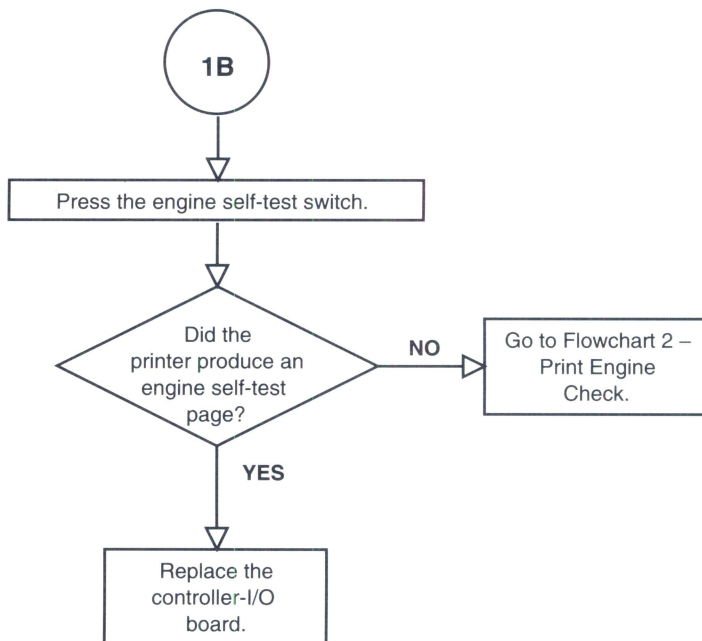 1B
Press the engine self-test switch.
Did the
printer produce an
engine self-test
page?
NO
Go to Flowchart 2 –
Print Engine
Check.
YES
Replace the
controller-I/O
board.